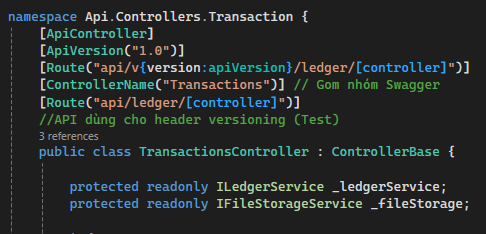 namespace Api.Controllers.Transaction {
[ApiController]
[ApiVersion("1.0")]
[Route("api/v{version:apiVersion}/ledger/[controller]")]
[ControllerName("Transactions")] // Gom nhóm Swagger
[Route("api/ledger/[controller]")]
//API dùng cho header versioning (Test)
3 references
public class TransactionsController : ControllerBase {
protected readonly ILedgerService _ledgerService;
protected readonly IFileStorageService _fileStorage;